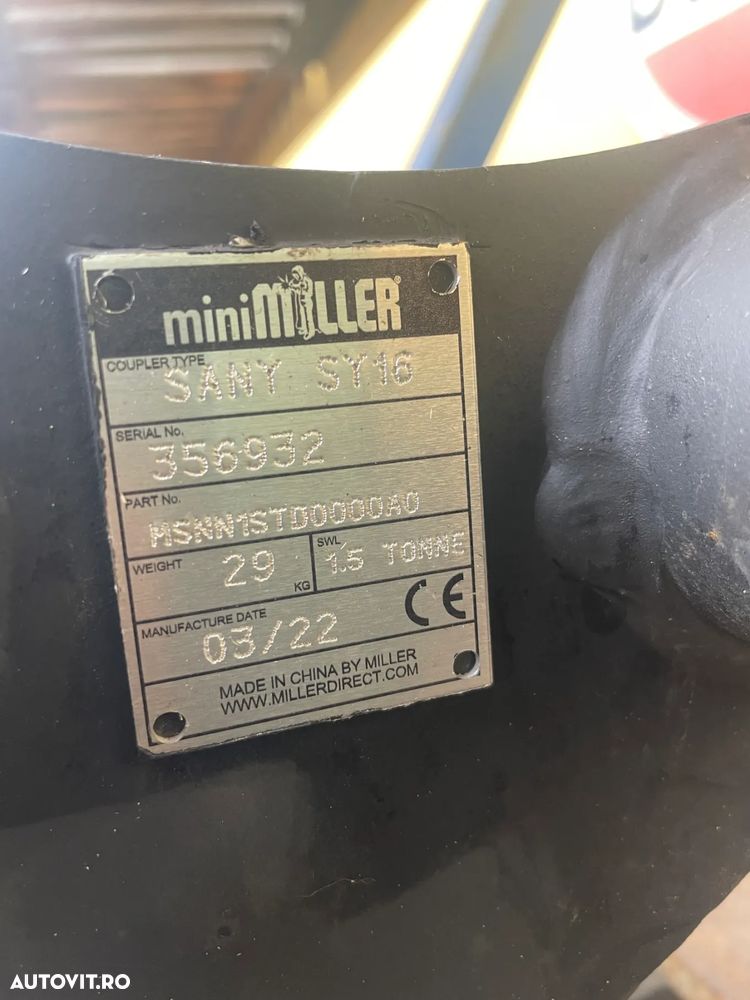 miniMILLER®
COUPLER TYPE
SANY SY16
SERIAL No.
356932
PART No.
MSNN1STD0000A0
WEIGHT 29 KG
SWL 1.5 TONNE
MANUFACTURE DATE
03/22 CE
MADE IN CHINA BY MILLER
WWW.MILLERDIRECT.COM
AUTOVIT.RO